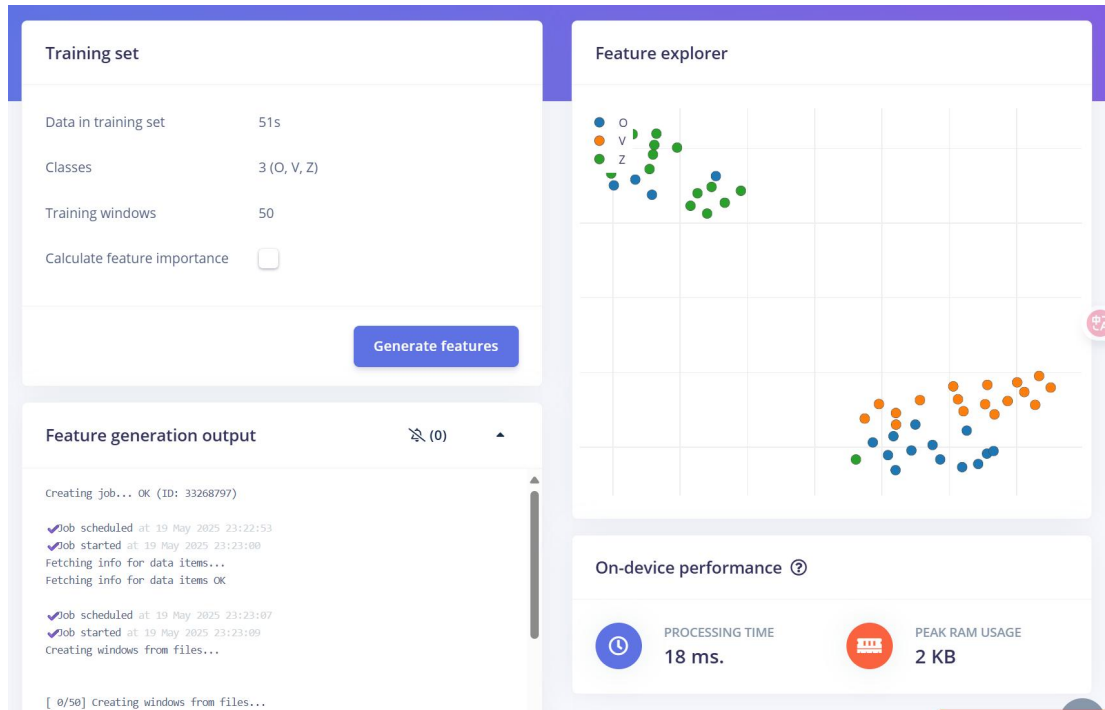 Training set
Data in training set 51s
Classes 3 (O, V, Z)
Training windows 50
Calculate feature importance
Generate features
Feature generation output (0)
Creating job... OK (ID: 33268797)
Job scheduled at 19 May 2025 23:22:53
Job started at 19 May 2025 23:23:00
Fetching info for data items...
Fetching info for data items OK
Job scheduled at 19 May 2025 23:23:07
Job started at 19 May 2025 23:23:09
Creating windows from files...
[ 0/50] Creating windows from files...
Feature explorer
O
V
Z
On-device performance ?
PROCESSING TIME
18 ms.
PEAK RAM USAGE
2 KB